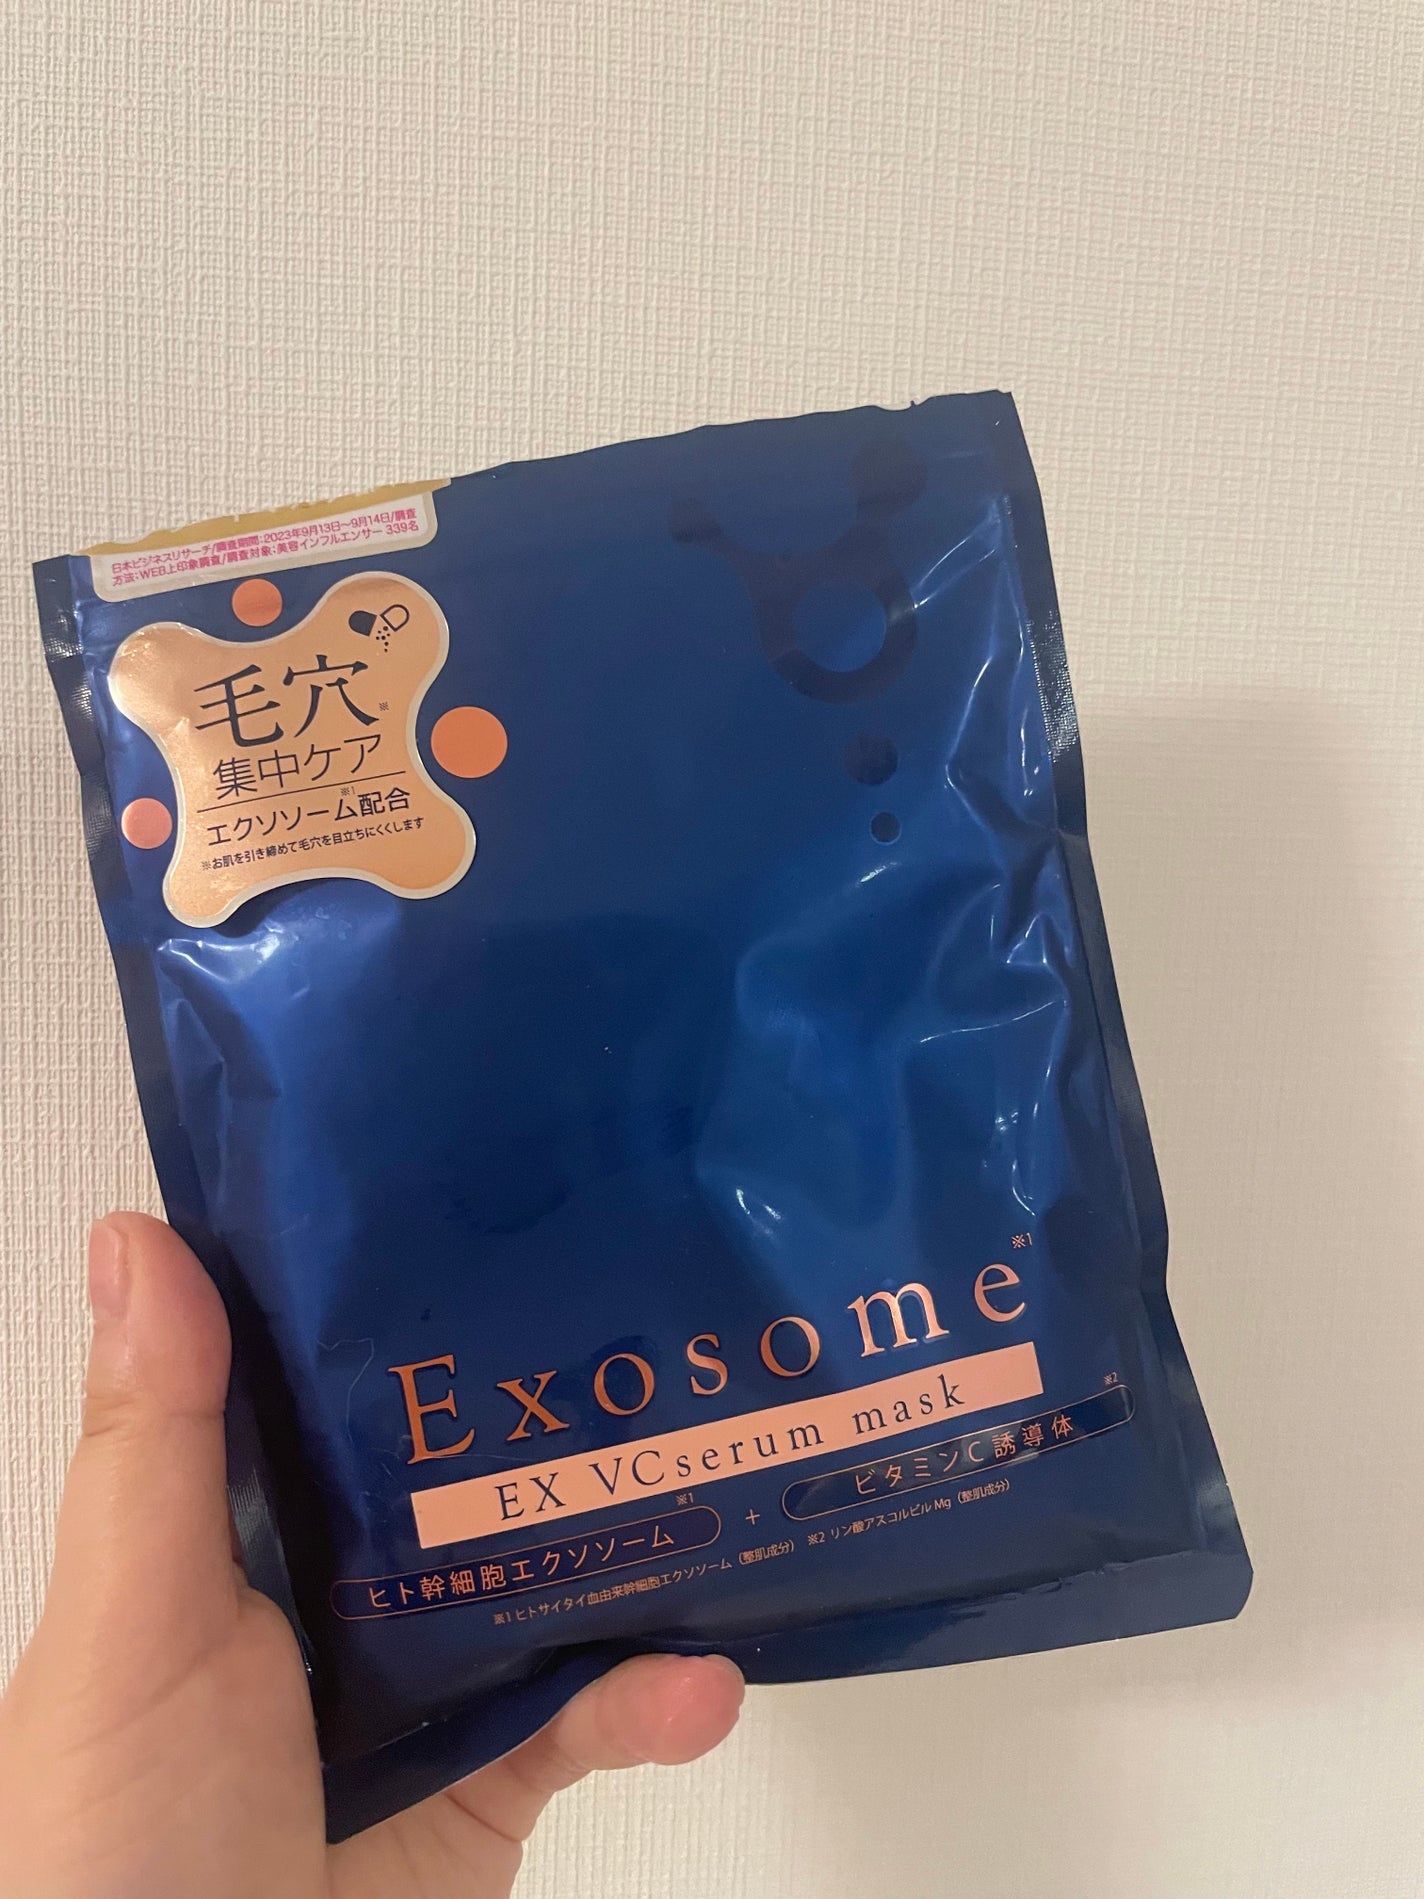 日本ビジネスリサーチ/調査期間:2023年9月13日～9月14日/調査
方法:WEB上印象調査/調査対象:美容インフルエンサー 339名
毛穴※
集中ケア
エクソソーム※1配合
※お肌を引き締めて毛穴を目立ちにくくします
Exosome※1
EX VCserum mask
ヒト幹細胞エクソソーム※1 + ビタミンC誘導体※2
※1 ヒトサイタイ血由来幹細胞エクソソーム（整肌成分） ※2 リン酸アスコルビルMg（整肌成分）